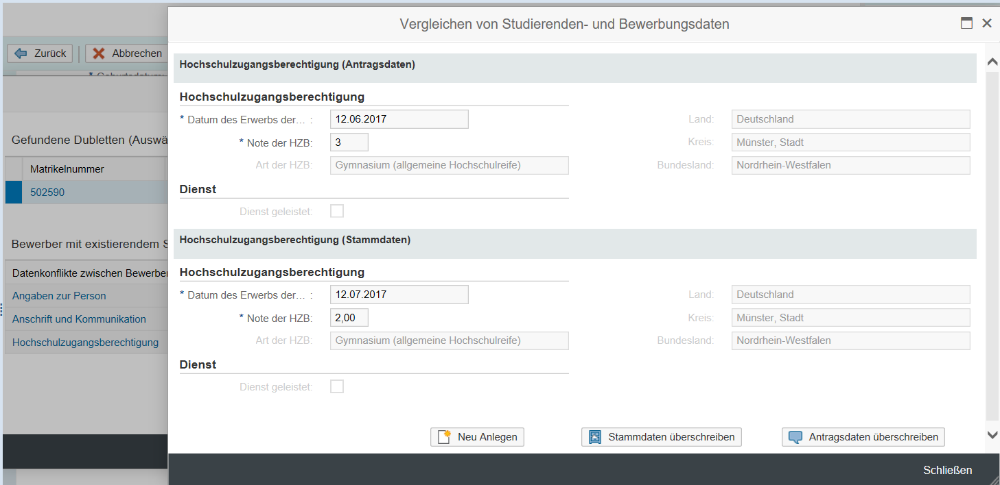 Vergleichen von Studierenden- und Bewerbungsdaten
Zurück
Abbrechen
Gefundene Dubletten (Auswä
Matrikelnummer
502590
Bewerber mit existierendem S
Datenkonflikte zwischen Bewerber
Angaben zur Person
Anschrift und Kommunikation
Hochschulzugangsberechtigung
Hochschulzugangsberechtigung (Antragsdaten)
Hochschulzugangsberechtigung
* Datum des Erwerbs der... : 12.06.2017 Land: Deutschland
* Note der HZB: 3 Kreis: Münster, Stadt
Art der HZB: Gymnasium (allgemeine Hochschulreife) Bundesland: Nordrhein-Westfalen
Dienst
Dienst geleistet:
Hochschulzugangsberechtigung (Stammdaten)
Hochschulzugangsberechtigung
* Datum des Erwerbs der... : 12.07.2017 Land: Deutschland
* Note der HZB: 2,00 Kreis: Münster, Stadt
Art der HZB: Gymnasium (allgemeine Hochschulreife) Bundesland: Nordrhein-Westfalen
Dienst
Dienst geleistet:
Neu Anlegen
Stammdaten überschreiben
Antragsdaten überschreiben
Schließen